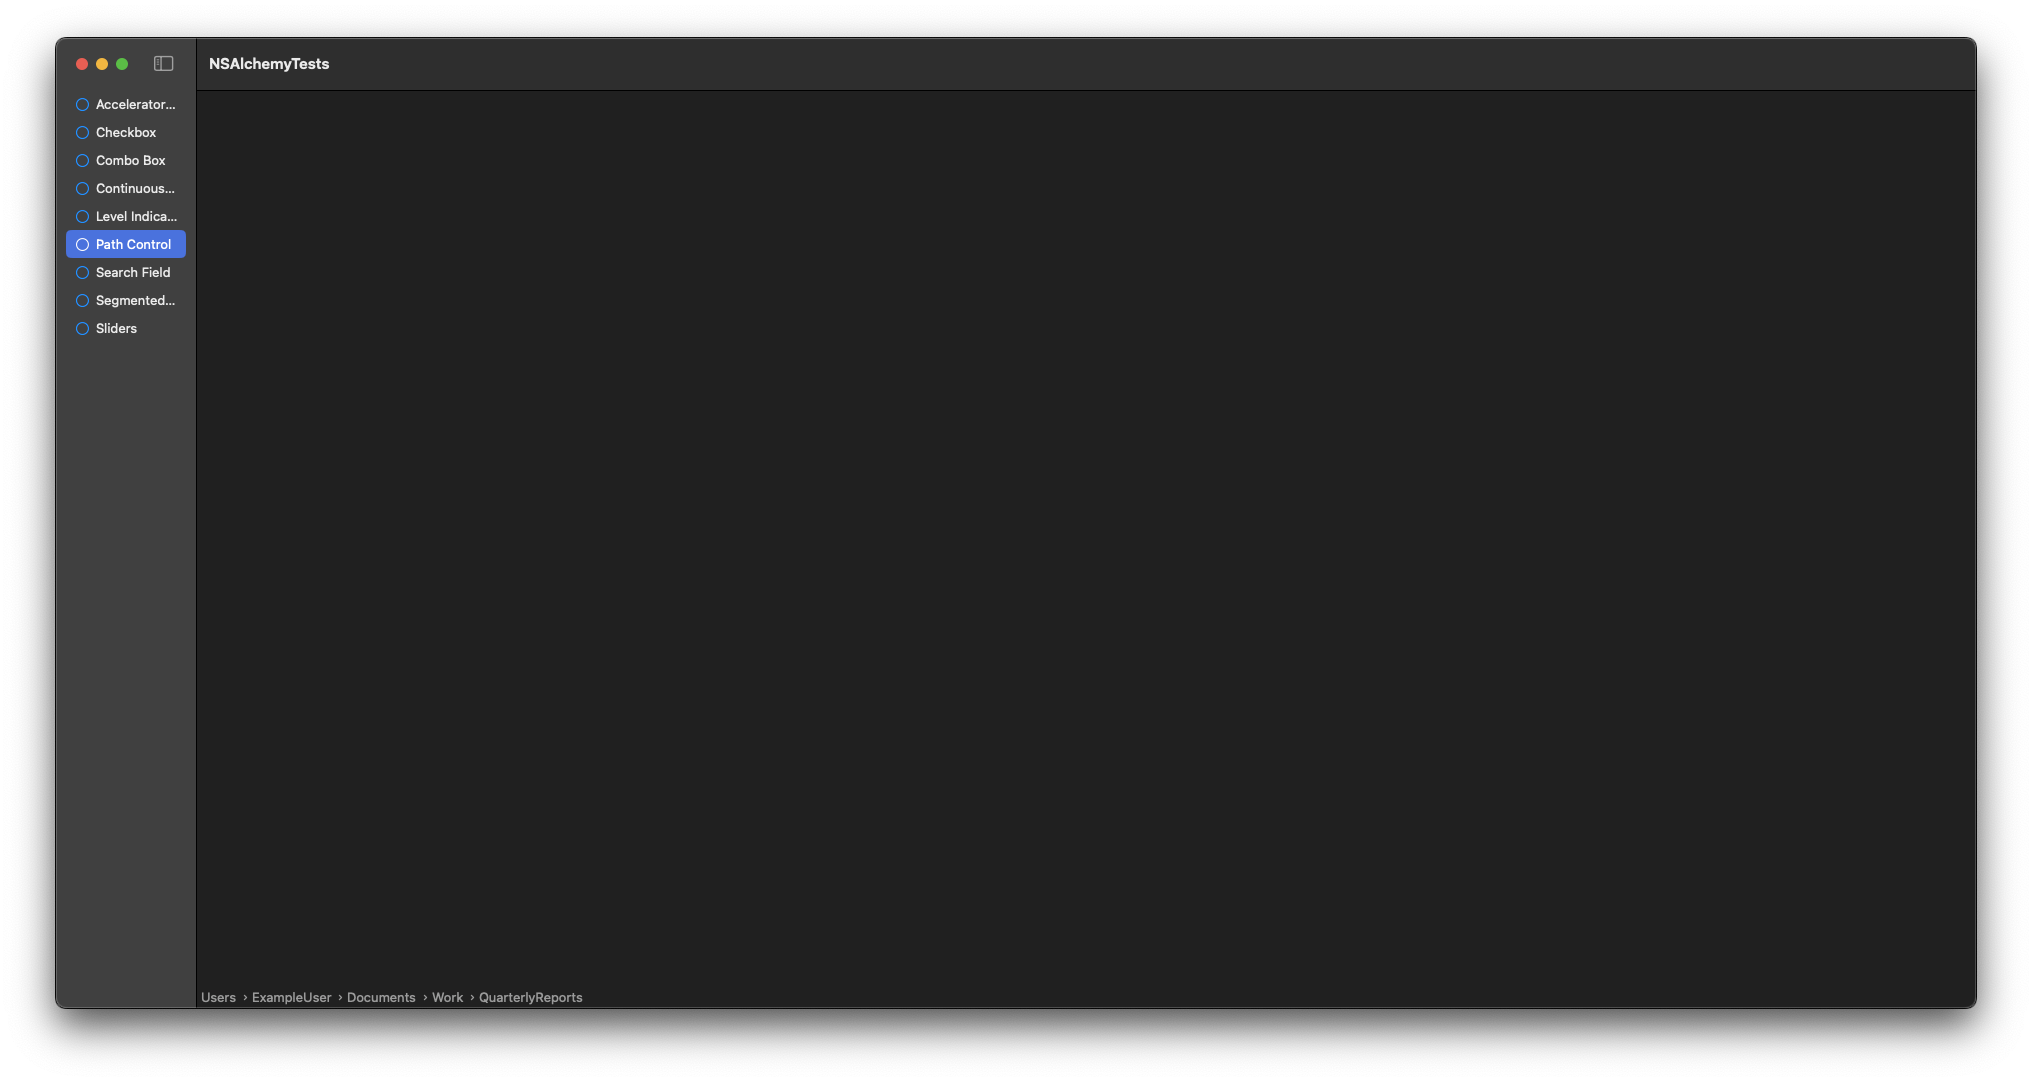 NSAlchemyTests
Accelerator...
Checkbox
Combo Box
Continuous...
Level Indica...
Path Control
Search Field
Segmented...
Sliders
Users › ExampleUser › Documents › Work › QuarterlyReports